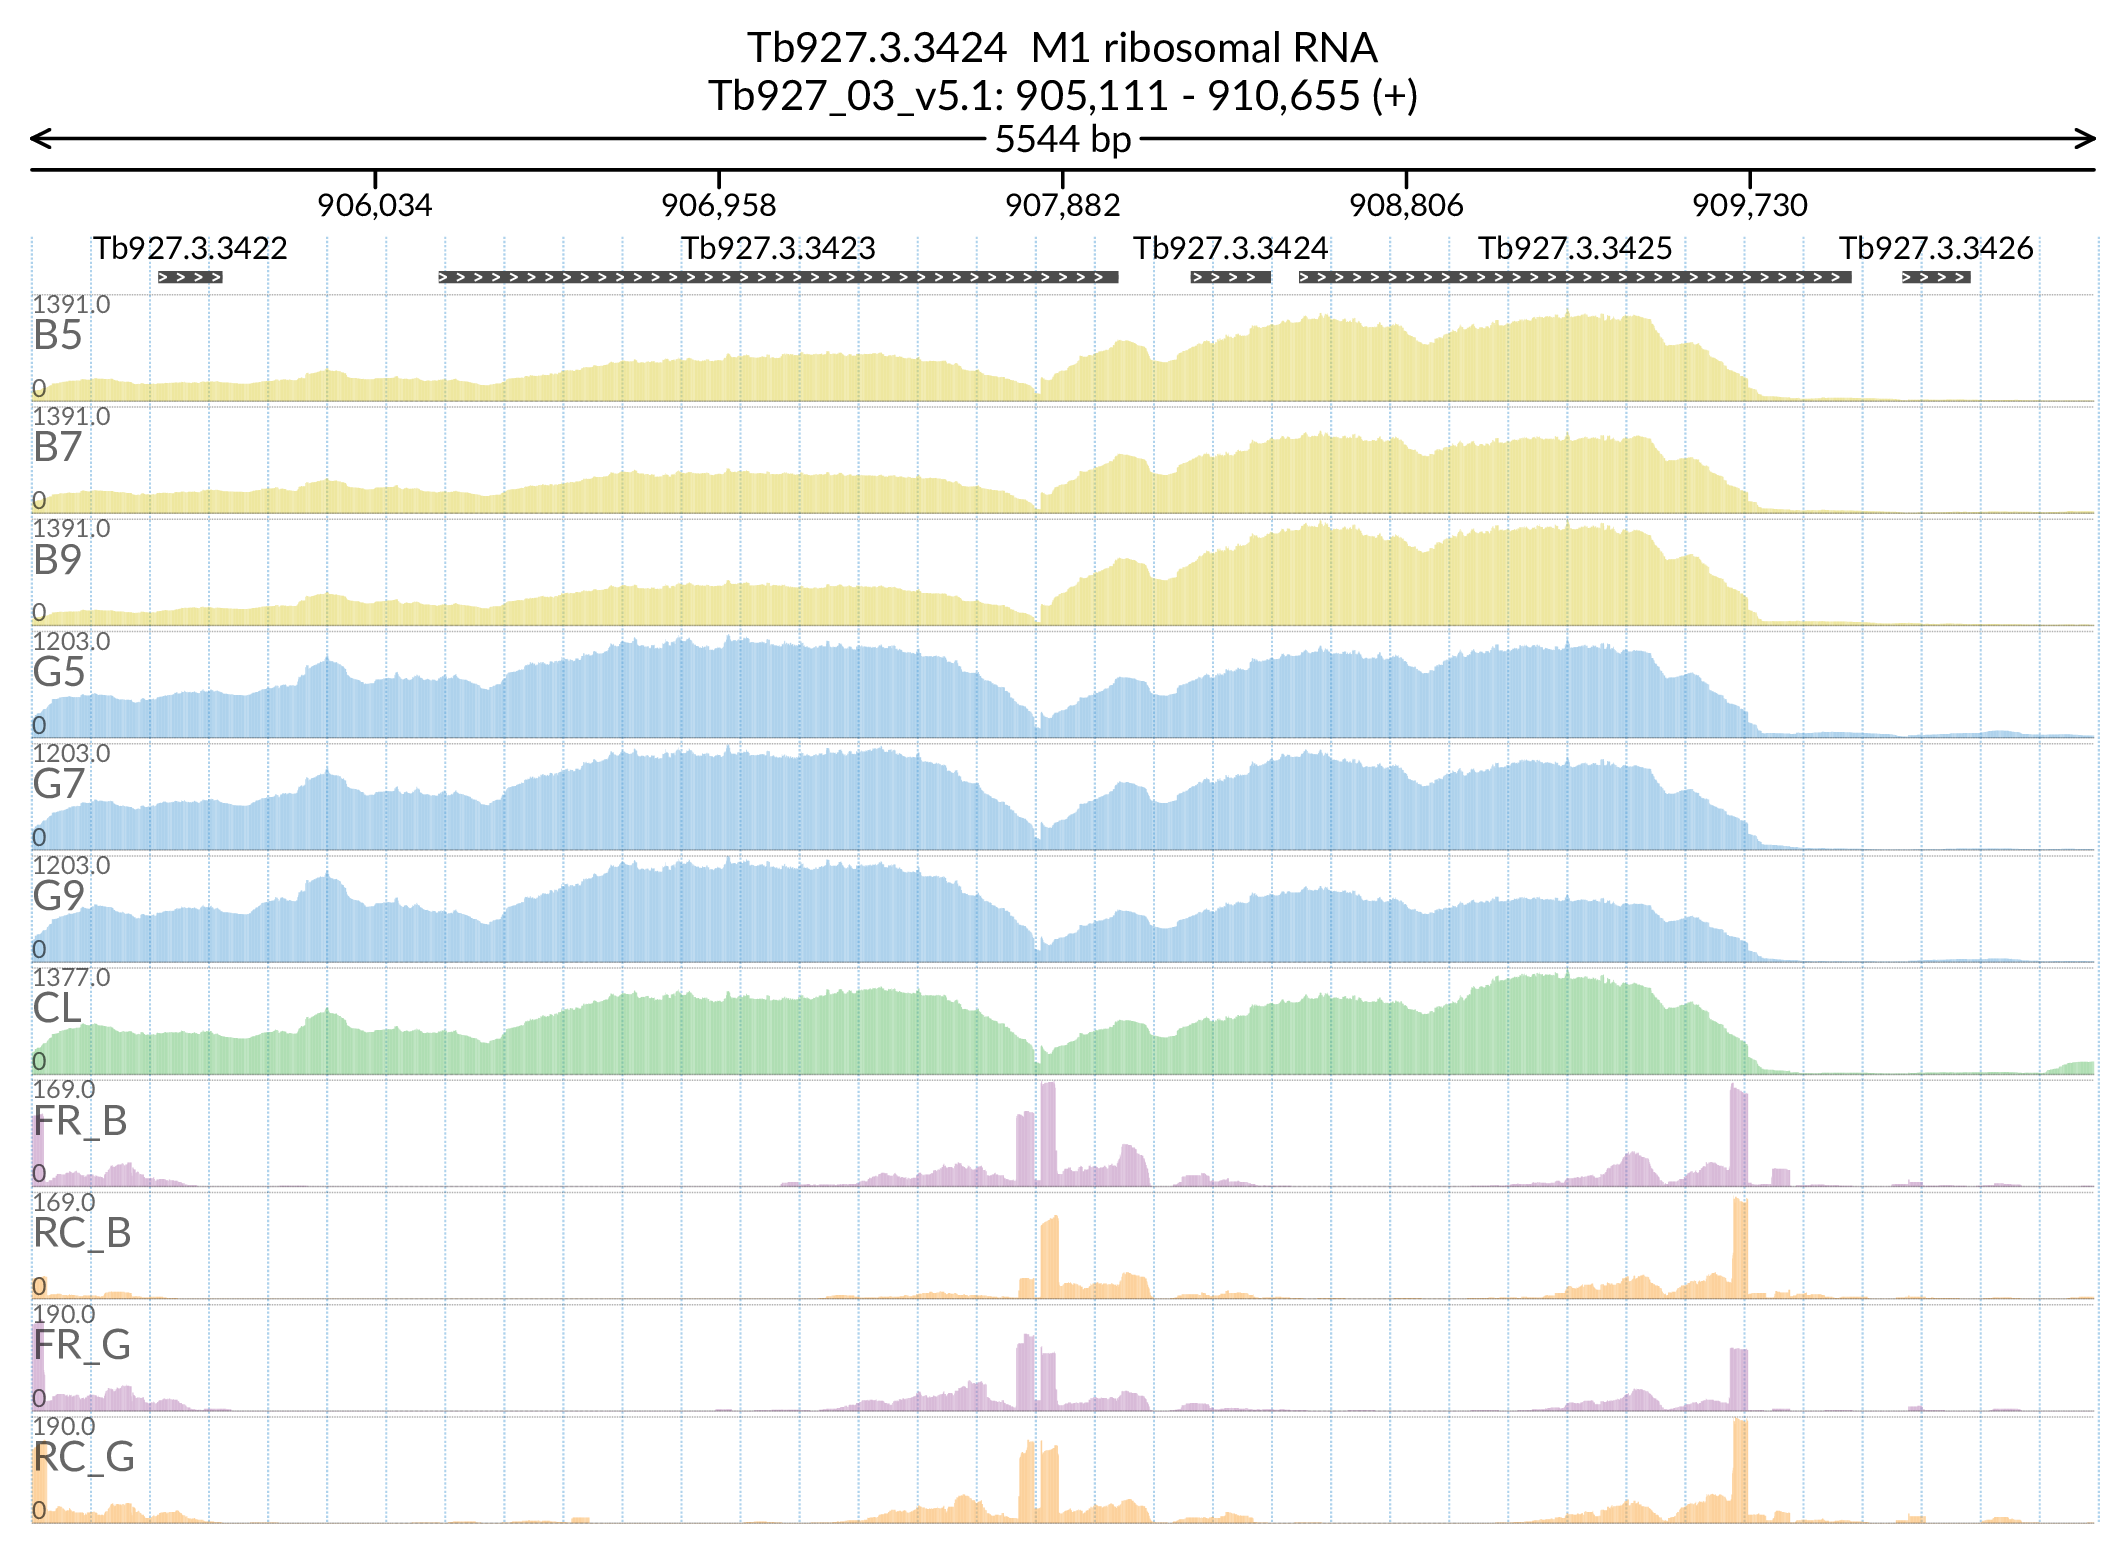 Tb927.3.3424 M1 ribosomal RNA
Tb927_03_v5.1: 905,111 - 910,655 (+)
5544 bp
906,034 906,958 907,882 908,806 909,730
Tb927.3.3422 Tb927.3.3423 Tb927.3.3424 Tb927.3.3425 Tb927.3.3426
1391.0
B5
0
1391.0
B7
0
1391.0
B9
0
1203.0
G5
0
1203.0
G7
0
1203.0
G9
0
1377.0
CL
0
169.0
FR_B
0
169.0
RC_B
0
190.0
FR_G
0
190.0
RC_G
0